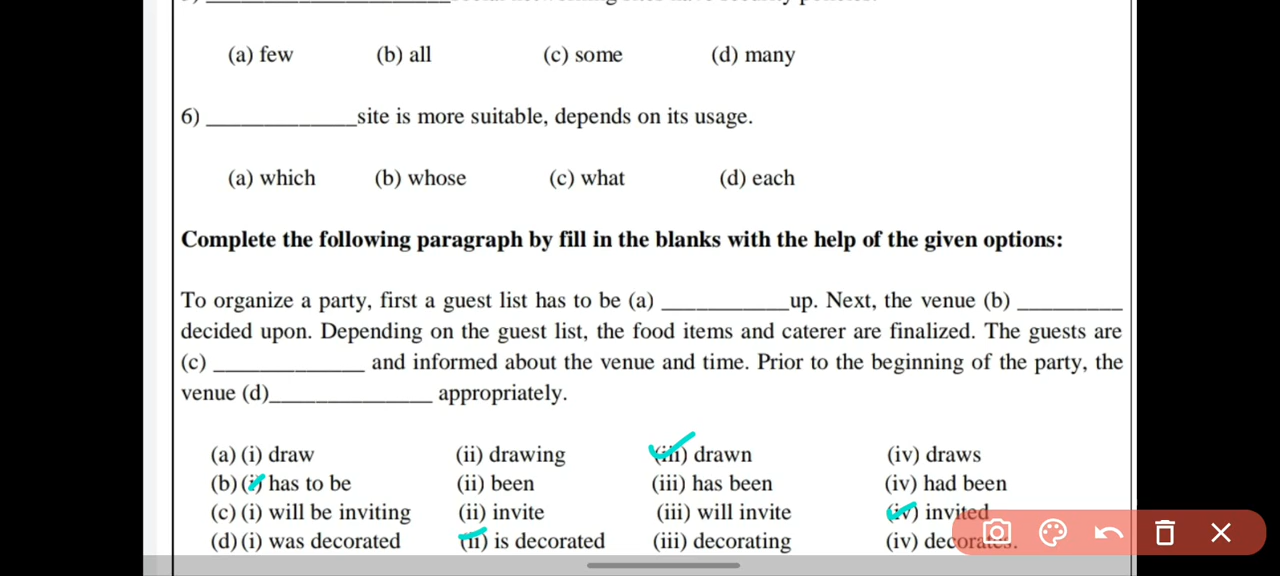 (a) few (b) all (c) some (d) many
6) _____________site is more suitable, depends on its usage.
(a) which (b) whose (c) what (d) each
Complete the following paragraph by fill in the blanks with the help of the given options:
To organize a party, first a guest list has to be (a) ___________up. Next, the venue (b) _________
decided upon. Depending on the guest list, the food items and caterer are finalized. The guests are
(c) _____________ and informed about the venue and time. Prior to the beginning of the party, the
venue (d)______________ appropriately.
(a) (i) draw (ii) drawing (iii) drawn (iv) draws
(b) (i) has to be (ii) been (iii) has been (iv) had been
(c) (i) will be inviting (ii) invite (iii) will invite (iv) invited
(d) (i) was decorated (ii) is decorated (iii) decorating (iv) decorates.